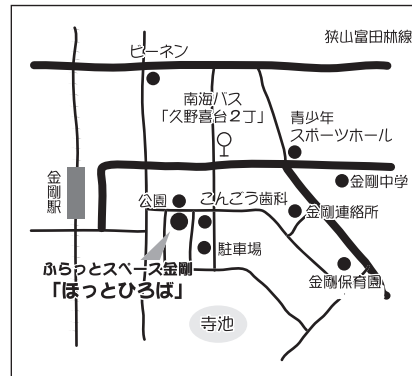 狭山富田林線
ピーネン
南海バス
「久野喜台2丁」
青少年
スポーツホール
金剛駅
公園
こんごう歯科
金剛中学
金剛連絡所
駐車場
ふらっとスペース金剛
「ほっとひろば」
金剛保育園
寺池